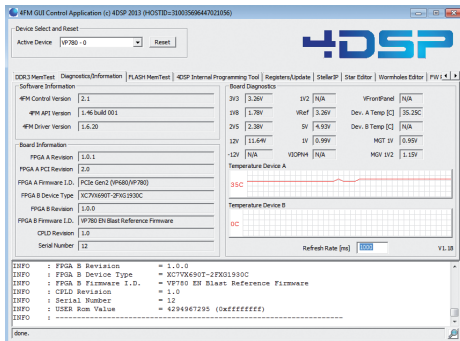 4FM GUI Control Application (c) 4DSP 2013 (HOSTID=310035696447021056)
Device Select and Reset
Active Device VP780 - 0 Reset
4DSP
DDR3 MemTest Diagnostics/Information FLASH MemTest 4DSP Internal Programming Tool Registers/Update StellarIP Star Editor Wormholes Editor FW
Software Information
4FM Control Version 2.1
4FM API Version 1.46 build 001
4FM Driver Version 1.6.20
Board Information
FPGA A Revision 1.0.1
FPGA A PCI Revision 2.0
FPGA A Firmware I.D. PCIe Gen2 (VP680/VP780)
FPGA B Device Type XC7VX690T-2FXG1930C
FPGA B Revision 1.0.0
FPGA B Firmware I.D. VP780 EN Blast Reference Firmware
CPLD Revision 1.0
Serial Number 12
Board Diagnostics
3V3 3.26V 1V2 N/A VFrontPanel N/A
1V8 1.78V VRef 3.26V Dev. A Temp [C] 35.25C
2V5 2.38V 5V 4.93V Dev. B Temp [C] N/A
12V 11.64V 1V 0.99V MGT 1V 0.95V
-12V N/A VIOPN4 N/A MGV 1V2 1.15V
Temperature Device A
35C
Temperature Device B
0C
Refresh Rate [ms] 1000 V1.18
INFO : FPGA B Revision = 1.0.0
INFO : FPGA B Device Type = XC7VX690T-2FXG1930C
INFO : FPGA B Firmware I.D. = VP780 EN Blast Reference Firmware
INFO : CPLD Revision = 1.0
INFO : Serial Number = 12
INFO : USER Rom Value = 4294967295 (0xffffffff)
INFO : --------------------------------------------------------
done.